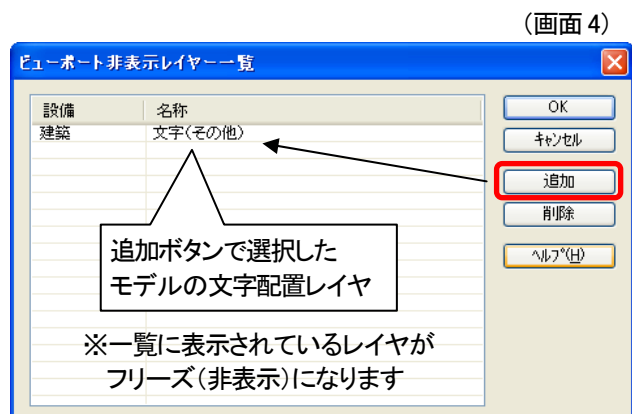 (画面 4)
ビューポート非表示レイヤー一覧
設備 名称
建築 文字(その他)
OK
キャンセル
追加
削除
ヘルプ(H)
追加ボタンで選択した
モデルの文字配置レイヤ
※一覧に表示されているレイヤが
フリーズ(非表示)になります